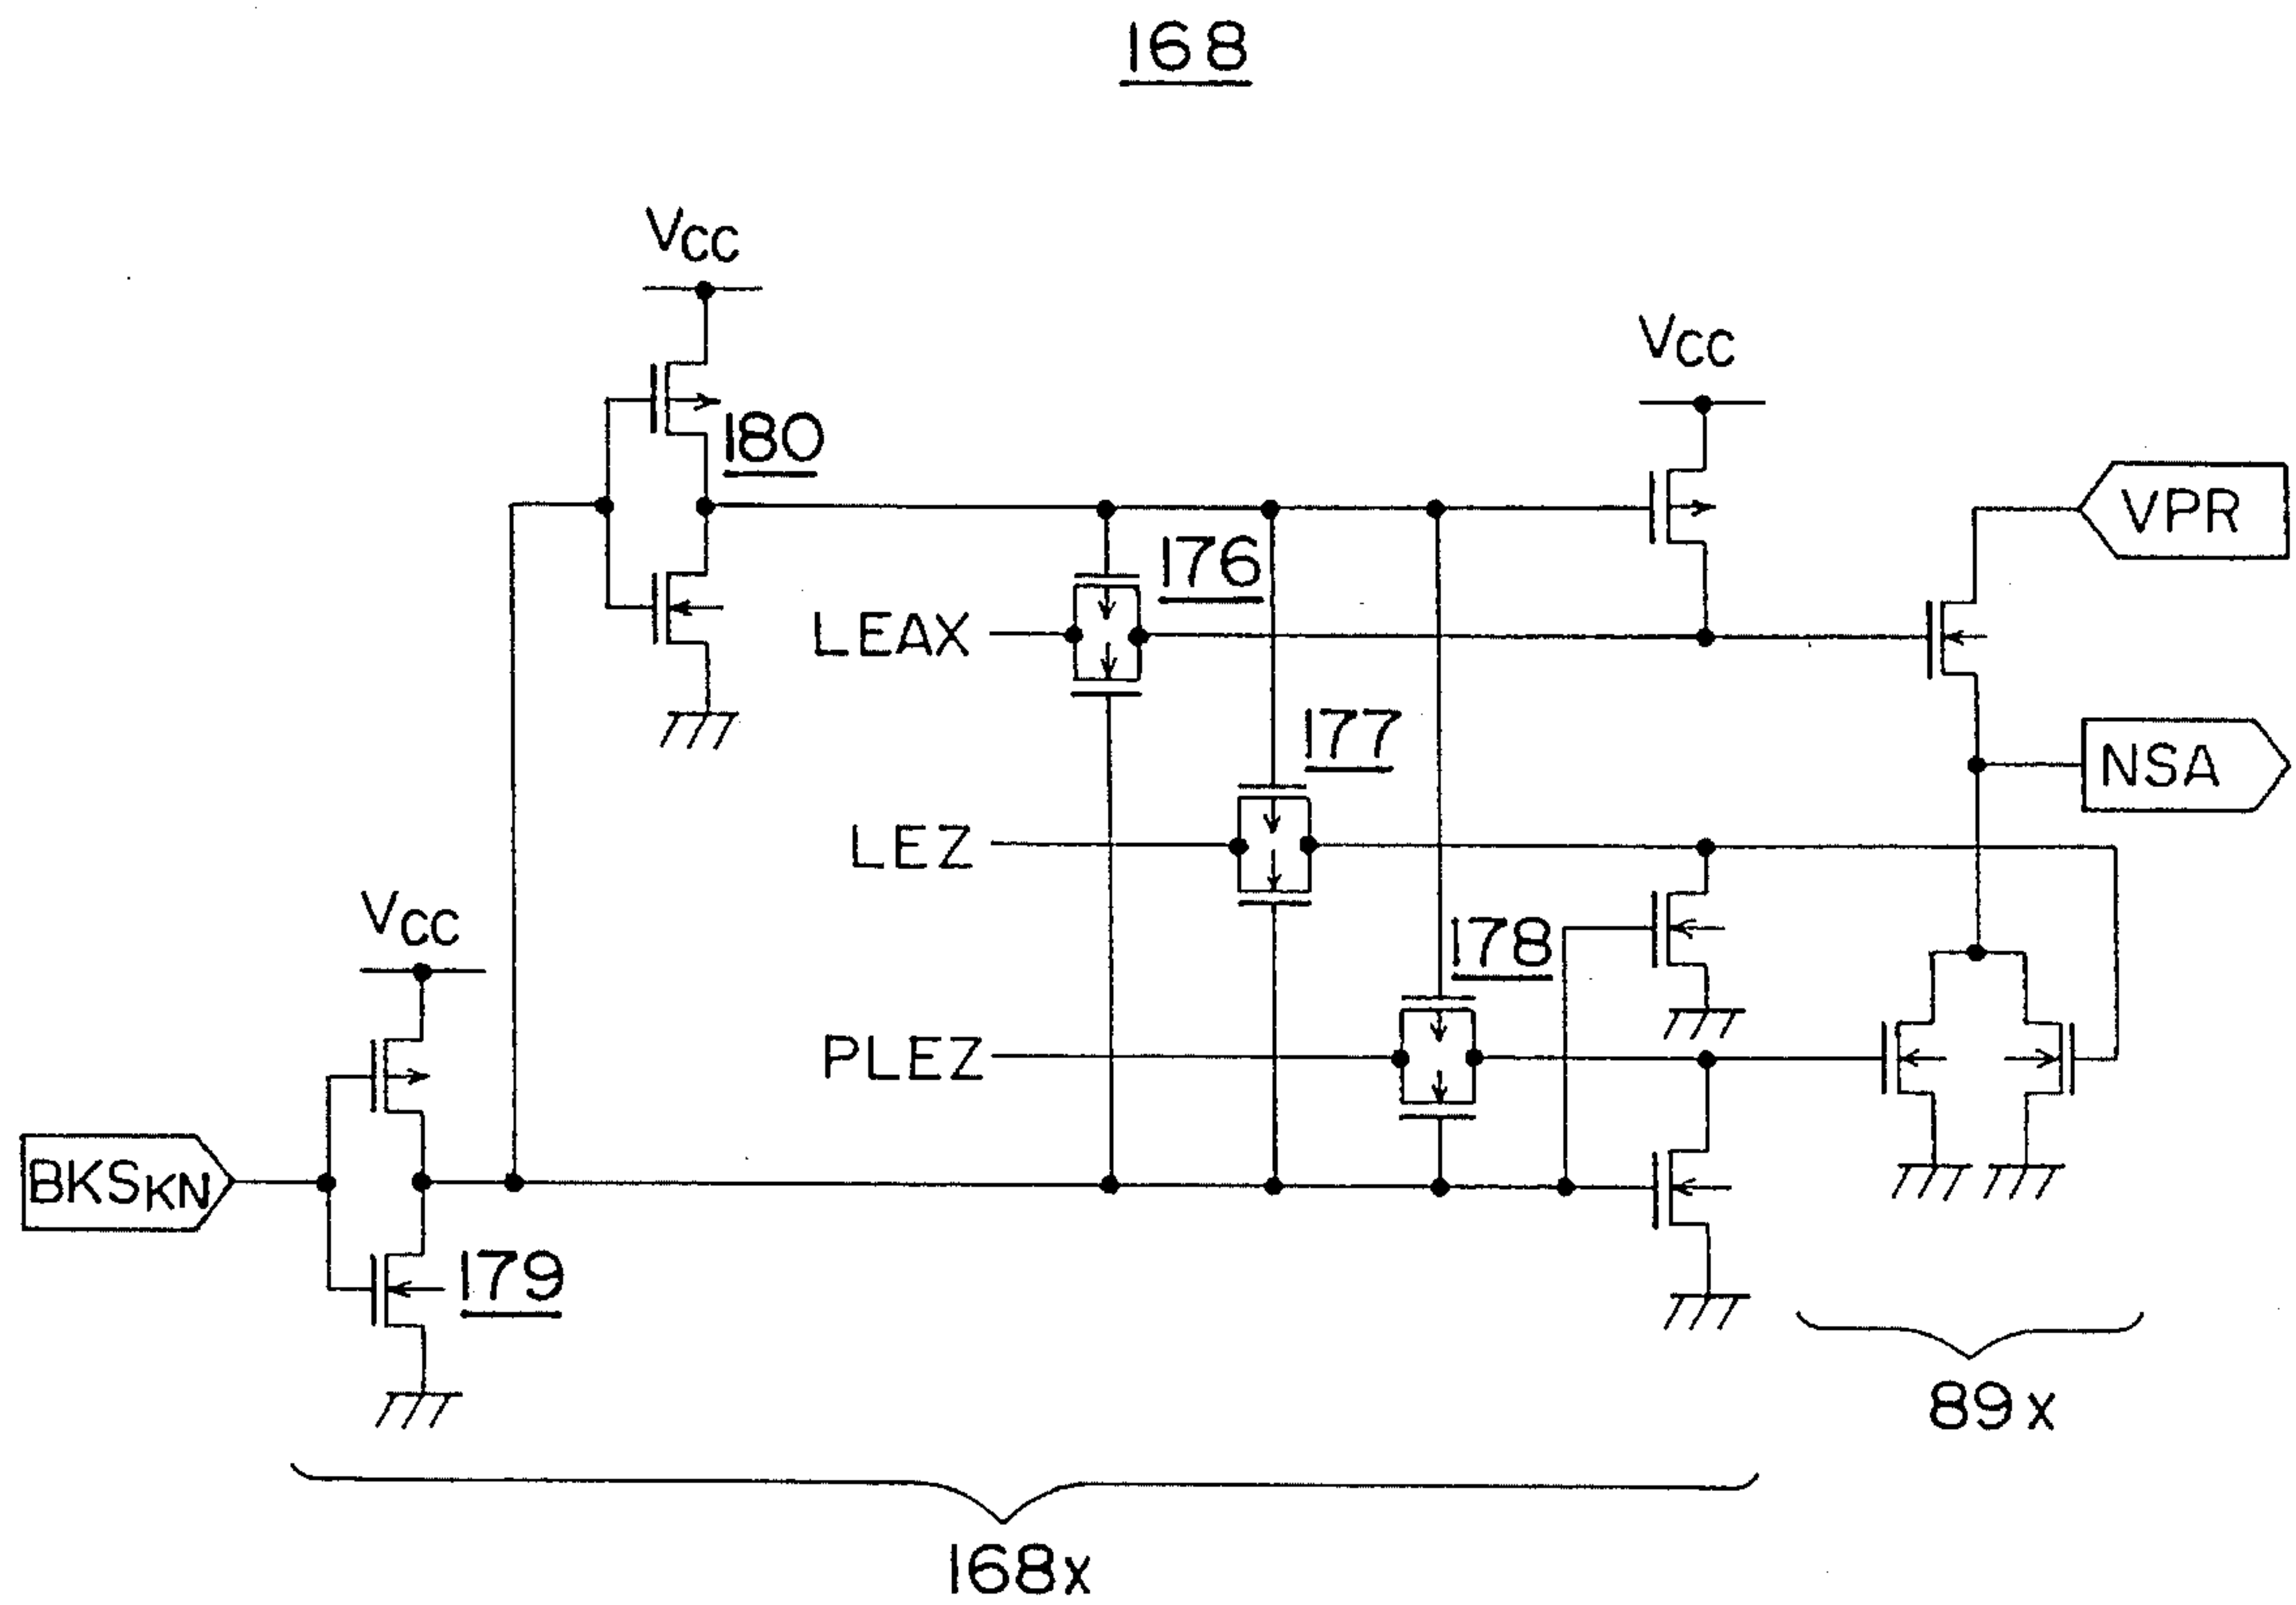 168
VCC
180
VCC
176
VPR
LEAX
177
NSA
LEZ
VCC
178
PLEZ
BKSKN
179
89x
168x